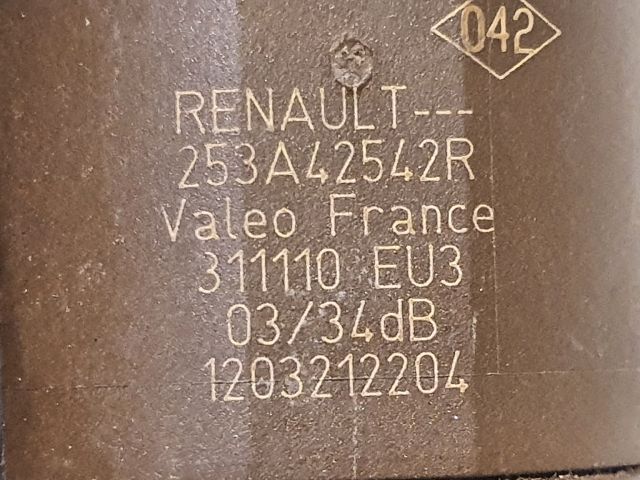 042
RENAULT---
253A42542R
Valeo France
311110 EU3
03/34dB
1203212204